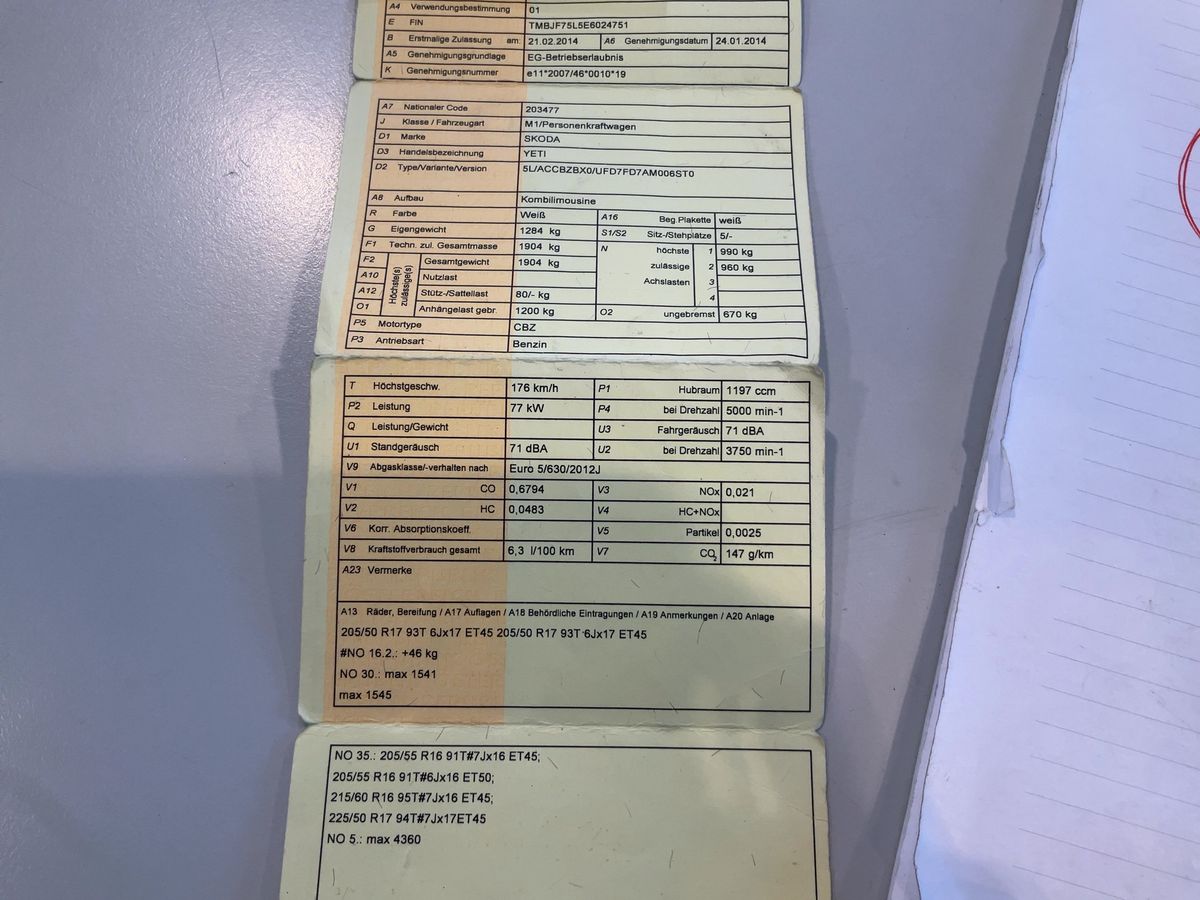 A4 Verwendungsbestimmung 01
E FIN TMBJF75L5E6024751
B Erstmalige Zulassung am: 21.02.2014 A6 Genehmigungsdatum 24.01.2014
A5 Genehmigungsgrundlage EG-Betriebserlaubnis
K Genehmigungsnummer e11*2007/46*0010*19
A7 Nationaler Code 203477
J Klasse / Fahrzeugart M1/Personenkraftwagen
D1 Marke SKODA
D3 Handelsbezeichnung YETI
D2 Type/Variante/Version 5L/ACCBZBX0/UFD7FD7AM006ST0
A8 Aufbau Kombilimousine
R Farbe Weiß A16 Beg.Plakette weiß
G Eigengewicht 1284 kg S1/S2 Sitz-/Stehplätze 5/-
F1 Techn. zul. Gesamtmasse 1904 kg N höchste 1 990 kg
F2 Höchste(s) zulässige(s) Gesamtgewicht 1904 kg zulässige 2 960 kg
A10 Nutzlast Achslasten 3
A12 Stütz-/Sattellast 80/- kg 4
O1 Anhängelast gebr. 1200 kg O2 ungebremst 670 kg
P5 Motortype CBZ
P3 Antriebsart Benzin
T Höchstgeschw. 176 km/h P1 Hubraum 1197 ccm
P2 Leistung 77 kW P4 bei Drehzahl 5000 min-1
Q Leistung/Gewicht U3 Fahrgeräusch 71 dBA
U1 Standgeräusch 71 dBA U2 bei Drehzahl 3750 min-1
V9 Abgasklasse/-verhalten nach Euro 5/630/2012J
V1 CO 0,6794 V3 NOx 0,021
V2 HC 0,0483 V4 HC+NOx
V6 Korr. Absorptionskoeff. V5 Partikel 0,0025
V8 Kraftstoffverbrauch gesamt 6,3 l/100 km V7 CO2 147 g/km
A23 Vermerke
A13 Räder, Bereifung / A17 Auflagen / A18 Behördliche Eintragungen / A19 Anmerkungen / A20 Anlage
205/50 R17 93T 6Jx17 ET45 205/50 R17 93T 6Jx17 ET45
#NO 16.2.: +46 kg
NO 30.: max 1541
max 1545
NO 35.: 205/55 R16 91T#7Jx16 ET45;
205/55 R16 91T#6Jx16 ET50;
215/60 R16 95T#7Jx16 ET45;
225/50 R17 94T#7Jx17ET45
NO 5.: max 4360